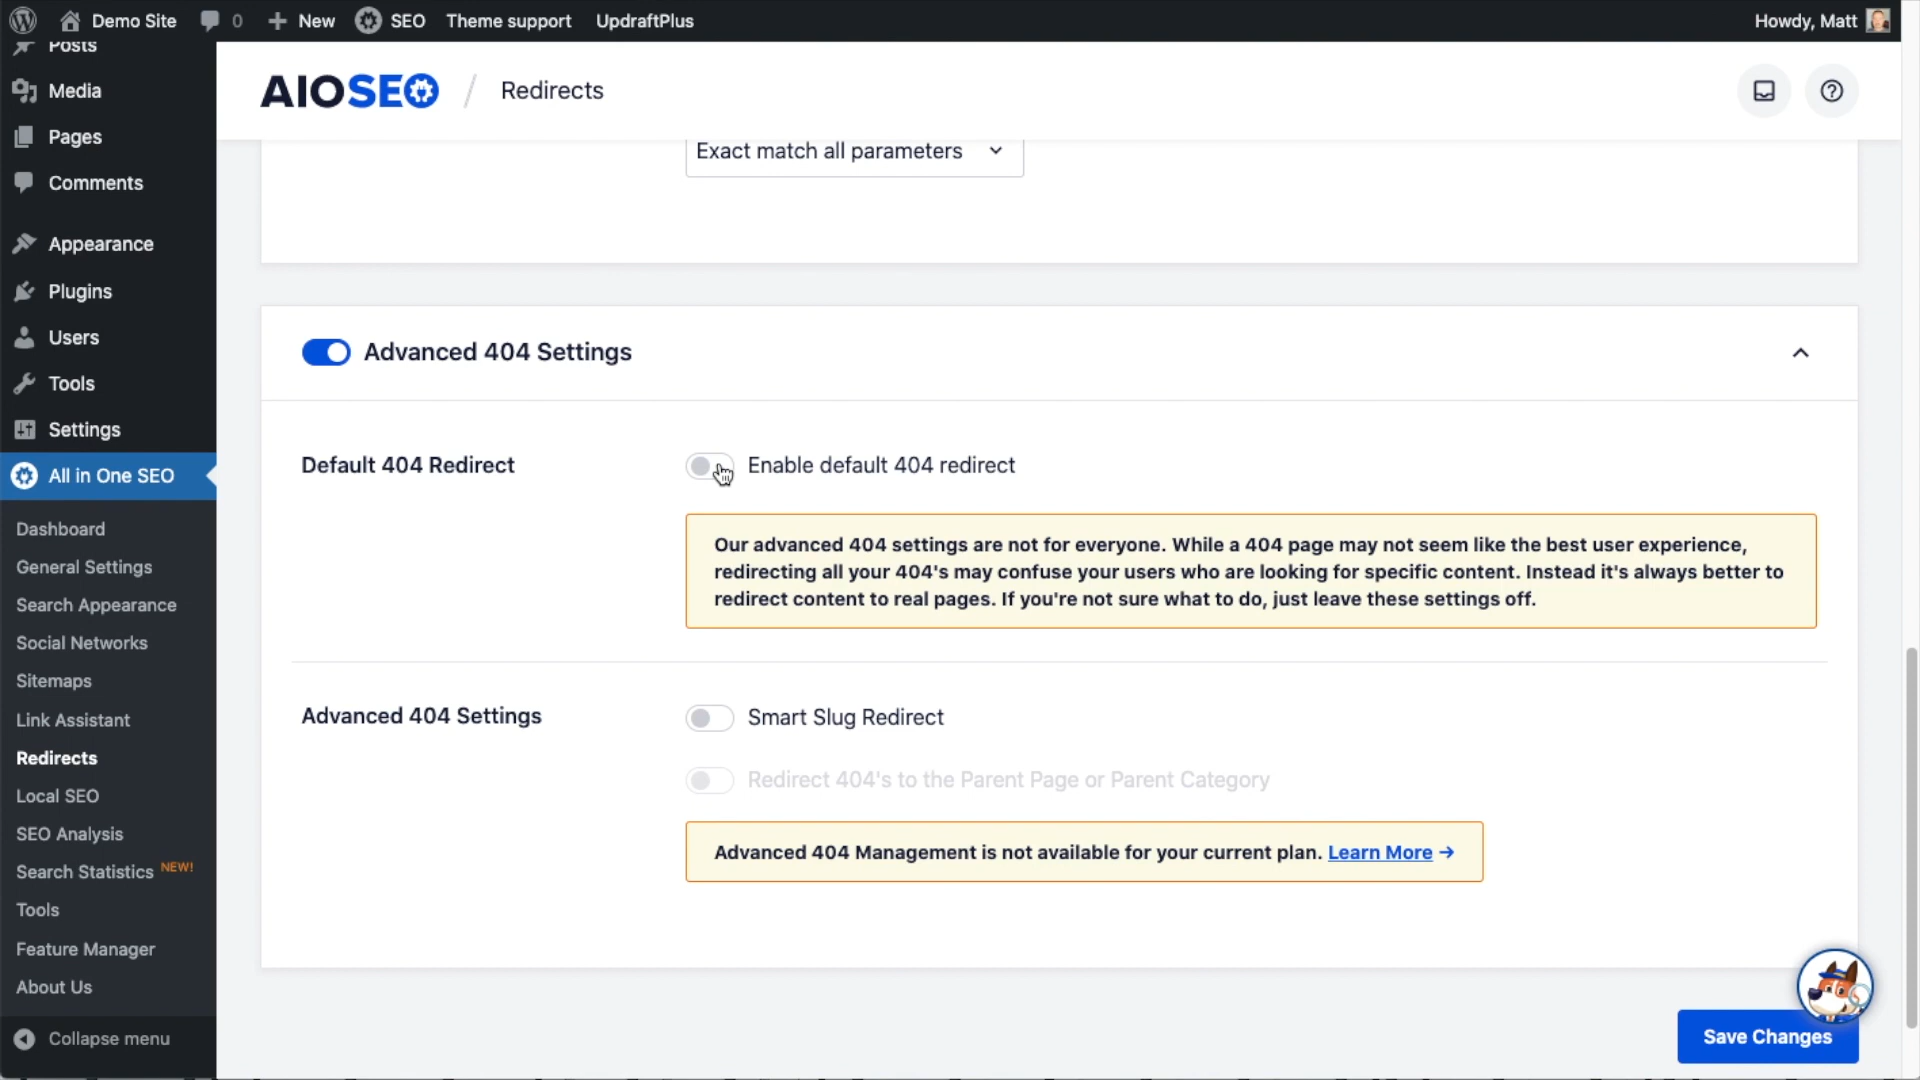 Demo Site 0 New SEO Theme support UpdraftPlus Howdy, Matt
Posts
Media
Pages
Comments
Appearance
Plugins
Users
Tools
Settings
All in One SEO
Dashboard
General Settings
Search Appearance
Social Networks
Sitemaps
Link Assistant
Redirects
Local SEO
SEO Analysis
Search Statistics NEW!
Tools
Feature Manager
About Us
Collapse menu
AIOSEO / Redirects
Exact match all parameters
Advanced 404 Settings
Default 404 Redirect
Enable default 404 redirect
Our advanced 404 settings are not for everyone. While a 404 page may not seem like the best user experience,
redirecting all your 404's may confuse your users who are looking for specific content. Instead it's always better to
redirect content to real pages. If you're not sure what to do, just leave these settings off.
Advanced 404 Settings
Smart Slug Redirect
Redirect 404's to the Parent Page or Parent Category
Advanced 404 Management is not available for your current plan. Learn More →
Save Changes